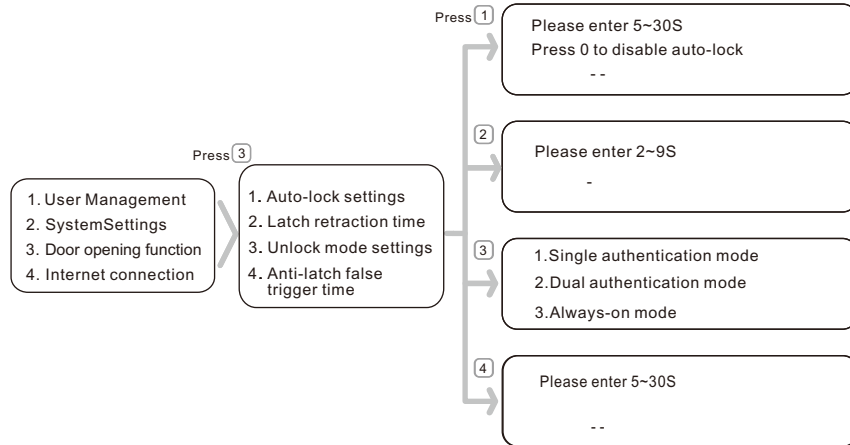 Press 1
Please enter 5~30S
Press 0 to disable auto-lock
--
2
Please enter 2~9S
-
Press 3
1. User Management
2. SystemSettings
3. Door opening function
4. Internet connection
1. Auto-lock settings
2. Latch retraction time
3. Unlock mode settings
4. Anti-latch false
trigger time
3
1.Single authentication mode
2.Dual authentication mode
3.Always-on mode
4
Please enter 5~30S
--